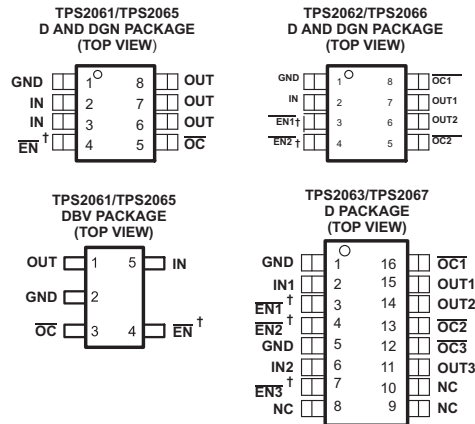 TPS2061/TPS2065
D AND DGN PACKAGE
(TOP VIEW)
GND 1 8 OUT
IN 2 7 OUT
IN 3 6 OUT
EN† 4 5 OC
TPS2062/TPS2066
D AND DGN PACKAGE
(TOP VIEW)
GND 1 8 OC1
IN 2 7 OUT1
EN1† 3 6 OUT2
EN2† 4 5 OC2
TPS2061/TPS2065
DBV PACKAGE
(TOP VIEW)
OUT 1 5 IN
GND 2
OC 3 4 EN†
TPS2063/TPS2067
D PACKAGE
(TOP VIEW)
GND 1 16 OC1
IN1 2 15 OUT1
EN1† 3 14 OUT2
EN2† 4 13 OC2
GND 5 12 OC3
IN2 6 11 OUT3
EN3† 7 10 NC
NC 8 9 NC